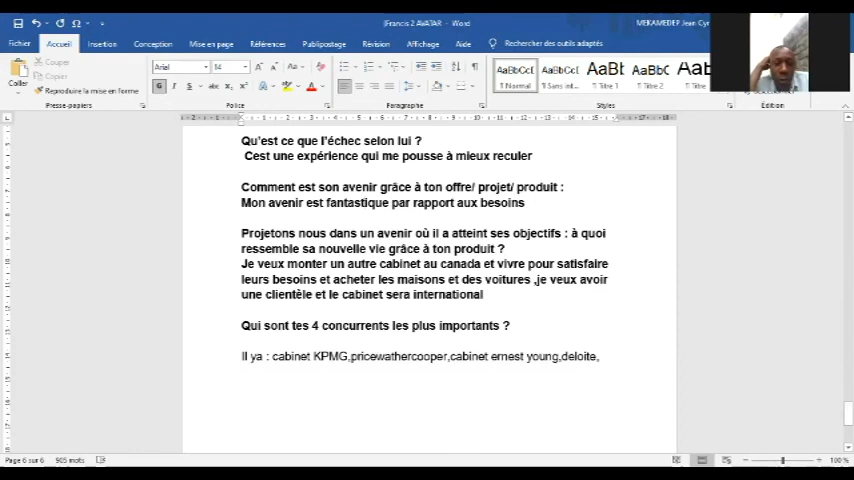 (Francis 2 AVATAR - Word
MEKAMEDEP Jean Cyr
Fichier Accueil Insertion Conception Mise en page Références Publipostage Révision Affichage Aide Rechercher des outils adaptés
Coller
Couper
Copier
Reproduire la mise en forme
Presse-papiers
Arial 14
G I S abc x₂ x²
Police
Paragraphe
AaBbCcI AaBbCcI AaBb( AaBbC AaBb
¶ Normal ¶ Sans int... Titre 1 Titre 2 Titre
Styles
Édition
Qu'est ce que l'échec selon lui ?
Cest une expérience qui me pousse à mieux reculer
Comment est son avenir grâce à ton offre/ projet/ produit :
Mon avenir est fantastique par rapport aux besoins
Projetons nous dans un avenir où il a atteint ses objectifs : à quoi
ressemble sa nouvelle vie grâce à ton produit ?
Je veux monter un autre cabinet au canada et vivre pour satisfaire
leurs besoins et acheter les maisons et des voitures ,je veux avoir
une clientèle et le cabinet sera international
Qui sont tes 4 concurrents les plus importants ?
Il ya : cabinet KPMG,pricewathercooper,cabinet ernest young,deloite,
Page 6 sur 6 905 mots
100 %